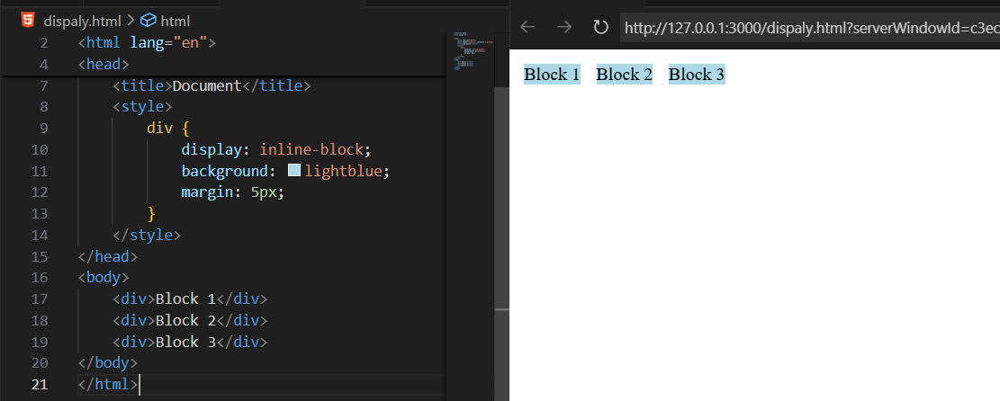 dispaly.html > html
2 <html lang="en">
4 <head>
7 <title>Document</title>
8 <style>
9 div {
10 display: inline-block;
11 background: lightblue;
12 margin: 5px;
13 }
14 </style>
15 </head>
16 <body>
17 <div>Block 1</div>
18 <div>Block 2</div>
19 <div>Block 3</div>
20 </body>
21 </html>
http://127.0.0.1:3000/dispaly.html?serverWindowId=c3ec
Block 1 Block 2 Block 3